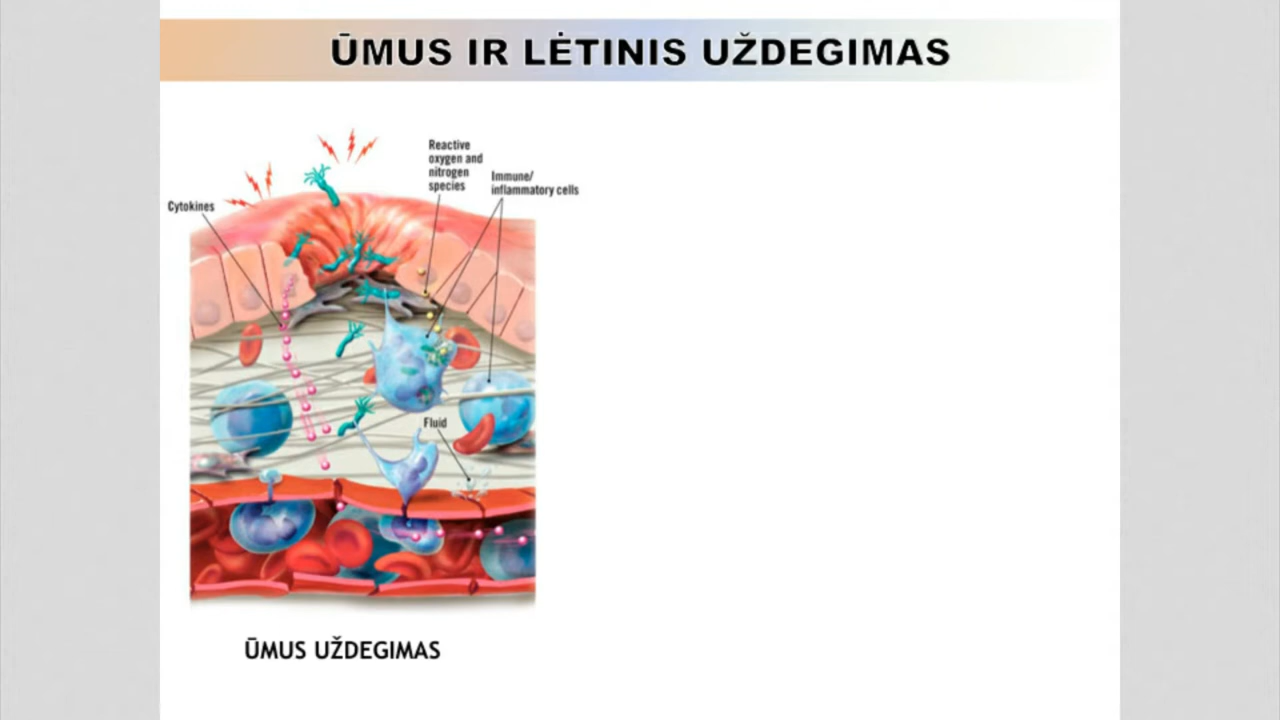 ŪMUS IR LĖTINIS UŽDEGIMAS
Reactive
oxygen and
nitrogen
species
Immune/
inflammatory cells
Cytokines
Fluid
ŪMUS UŽDEGIMAS